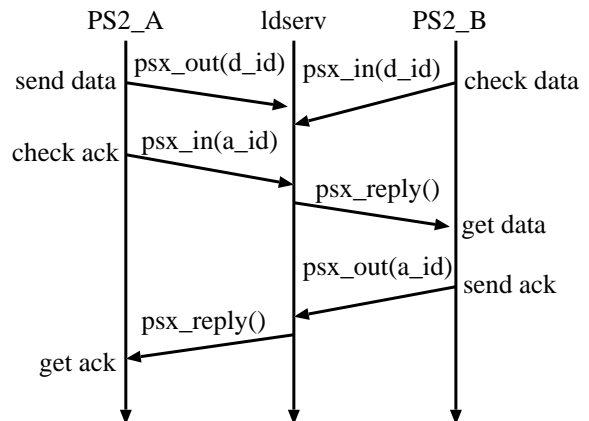 PS2_A ldserv PS2_B
psx_out(d_id) psx_in(d_id)
send data check data
psx_in(a_id)
check ack
psx_reply()
get data
psx_out(a_id)
send ack
psx_reply()
get ack